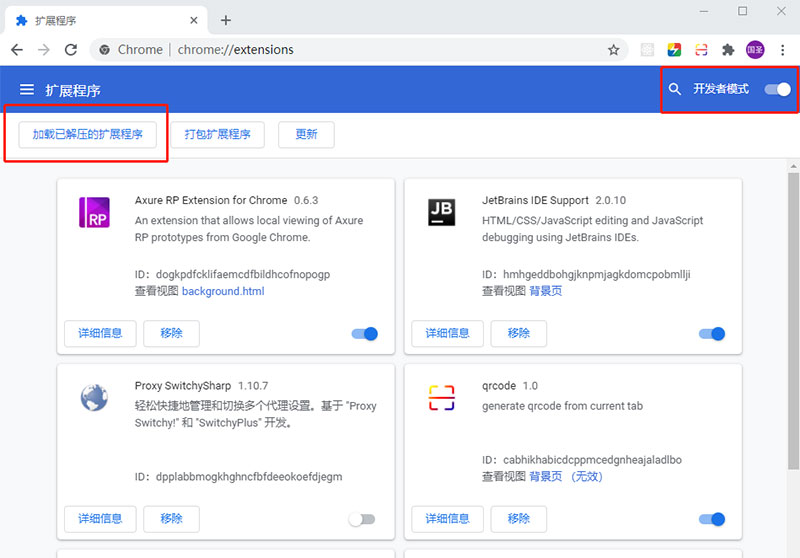 扩展程序
Chrome | chrome://extensions
国圣
扩展程序
开发者模式
加载已解压的扩展程序
打包扩展程序
更新
RP
Axure RP Extension for Chrome 0.6.3
An extension that allows local viewing of Axure
RP prototypes from Google Chrome.
ID: dogkpdfcklifaemcdfbildhcofnopogp
查看视图 background.html
详细信息
移除
JB
JetBrains IDE Support 2.0.10
HTML/CSS/JavaScript editing and JavaScript
debugging using JetBrains IDEs.
ID: hmhgeddbohgjknpmjagkdomcpobmllji
查看视图 背景页
详细信息
移除
Proxy SwitchySharp 1.10.7
轻松快捷地管理和切换多个代理设置。基于 "Proxy
Switchy!" 和 "SwitchyPlus" 开发。
ID: dpplabbmogkhghncfbfdeeokoefdjegm
详细信息
移除
qrcode 1.0
generate qrcode from current tab
ID: cabhikhabicdcppmcedgnheajaladlbo
查看视图 背景页 （无效）
详细信息
移除